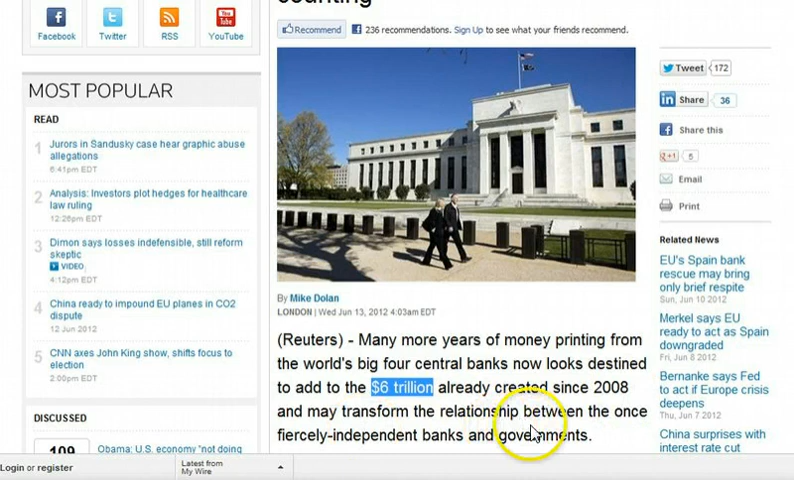 counting
Facebook
Twitter
RSS
YouTube
You
Tube
Recommend
236 recommendations. Sign Up to see what your friends recommend.
MOST POPULAR
READ
1 Jurors in Sandusky case hear graphic abuse
allegations
6:41pm EDT
2 Analysis: Investors plot hedges for healthcare
law ruling
12:26pm EDT
3 Dimon says losses indefensible, still reform
skeptic
VIDEO
4:12pm EDT
4 China ready to impound EU planes in CO2
dispute
12 Jun 2012
5 CNN axes John King show, shifts focus to
election
2:00pm EDT
DISCUSSED
109
Obama: U.S. economy "not doing
By Mike Dolan
LONDON | Wed Jun 13, 2012 4:03am EDT
(Reuters) - Many more years of money printing from
the world's big four central banks now looks destined
to add to the $6 trillion already created since 2008
and may transform the relationship between the once
fiercely-independent banks and governments.
Tweet 172
in Share 36
Share this
+1 5
Email
Print
Related News
EU's Spain bank
rescue may bring
only brief respite
Sun, Jun 10 2012
Merkel says EU
ready to act as Spain
downgraded
Fri, Jun 8 2012
Bernanke says Fed
to act if Europe crisis
deepens
Thu, Jun 7 2012
China surprises with
interest rate cut
Login or register
Latest from
My Wire